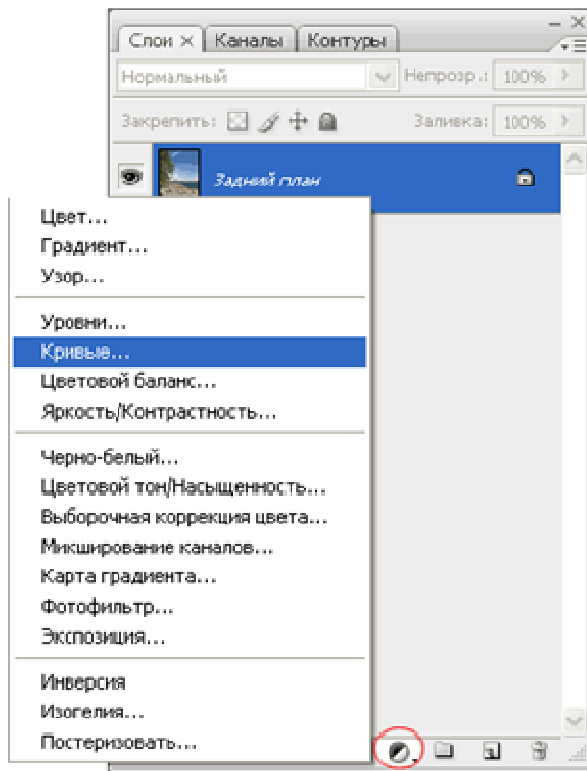 Слои Каналы Контуры
Нормальный Непрозр.: 100%
Закрепить: Заливка: 100%
Задний план
Цвет...
Градиент...
Узор...
Уровни...
Кривые...
Цветовой баланс...
Яркость/Контрастность...
Черно-белый...
Цветовой тон/Насыщенность...
Выборочная коррекция цвета...
Микширование каналов...
Карта градиента...
Фотофильтр...
Экспозиция...
Инверсия
Изогелия...
Постеризовать...